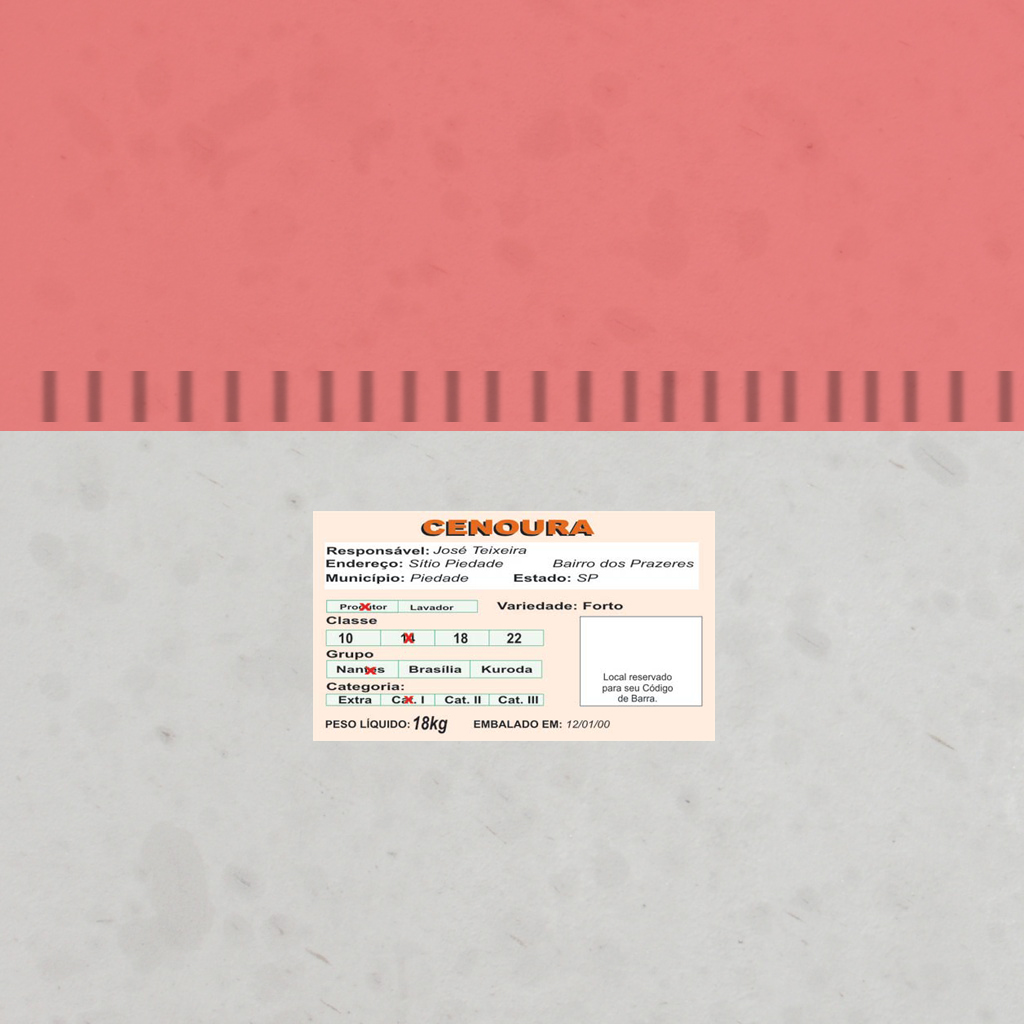 CENOURA
Responsável: José Teixeira
Endereço: Sítio Piedade Bairro dos Prazeres
Município: Piedade Estado: SP
Produtor Lavador Variedade: Forto
Classe
10 14 18 22
Grupo
Nantes Brasília Kuroda
Categoria:
Extra Cat. I Cat. II Cat. III
Local reservado
para seu Código
de Barra.
PESO LÍQUIDO: 18kg EMBALADO EM: 12/01/00